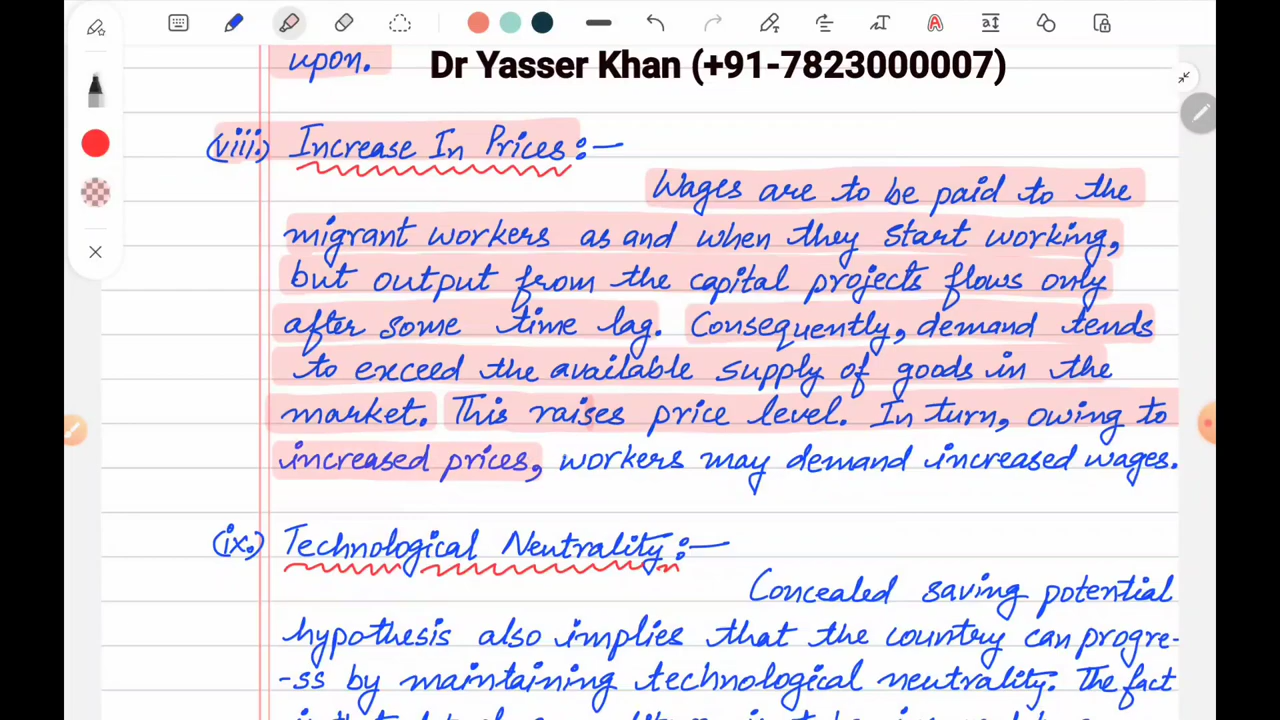 upon.
Dr Yasser Khan (+91-7823000007)
(viii.) Increase In Prices :—
Wages are to be paid to the
migrant workers as and when they start working,
but output from the capital projects flows only
after some time lag. Consequently, demand tends
to exceed the available supply of goods in the
market. This raises price level. In turn, owing to
increased prices, workers may demand increased wages.
(ix.) Technological Neutrality :—
Concealed saving potential
hypothesis also implies that the country can progre-
-ss by maintaining technological neutrality. The fact